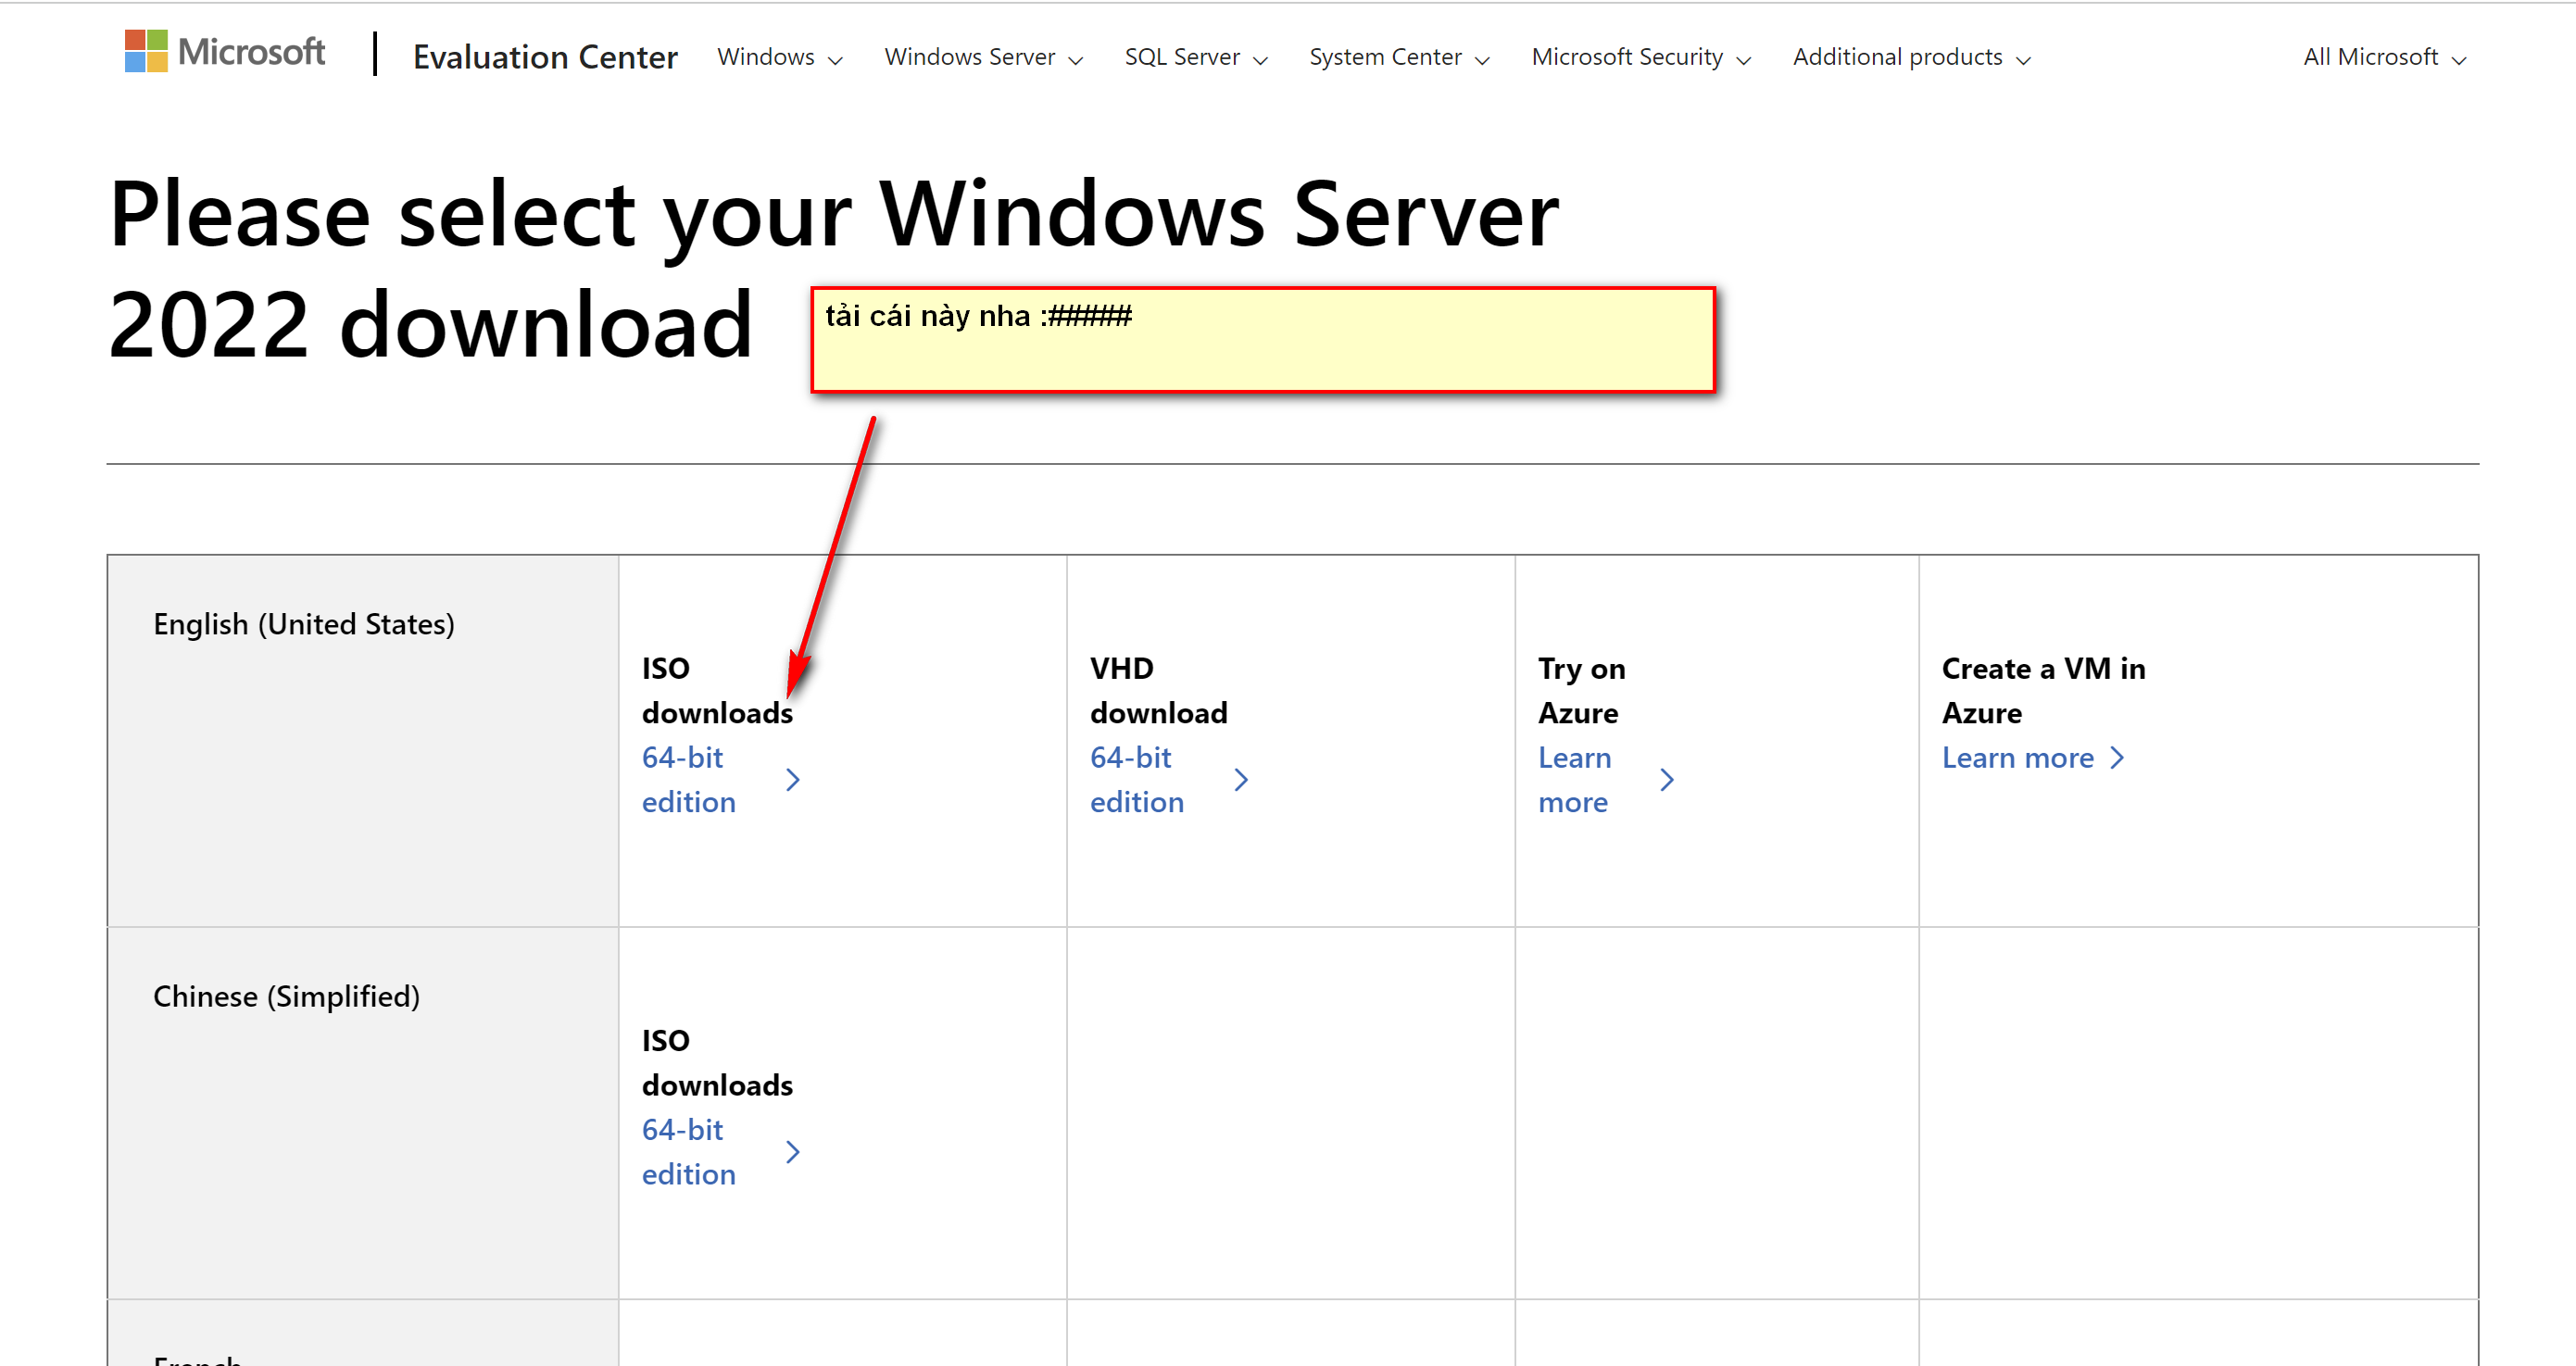 Microsoft | Evaluation Center Windows Windows Server SQL Server System Center Microsoft Security Additional products All Microsoft
Please select your Windows Server
2022 download
tải cái này nha :#####
English (United States)
ISO
downloads
64-bit
edition
VHD
download
64-bit
edition
Try on
Azure
Learn
more
Create a VM in
Azure
Learn more
Chinese (Simplified)
ISO
downloads
64-bit
edition
French